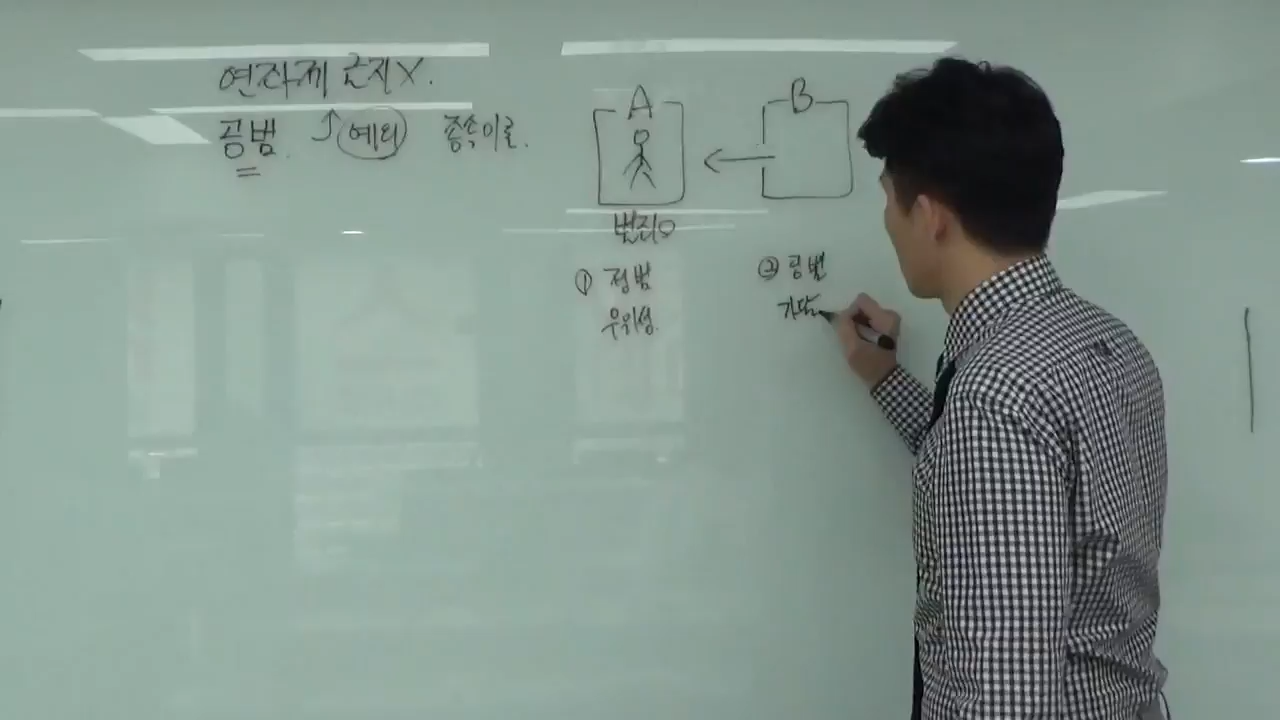 연좌제 금지 X.
공범. ↑ 예외 종속이론.
A B
←
범죄O
① 정범 ② 공범
우위성. 가담